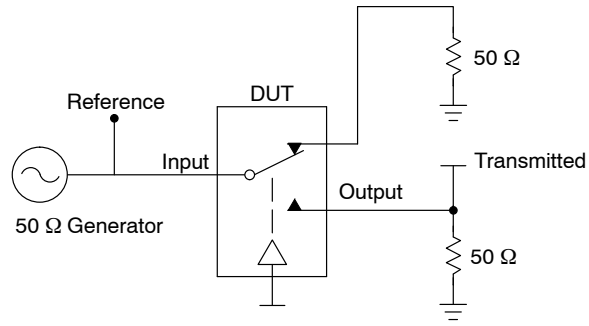 50 Ω
DUT
Reference
Input
Transmitted
Output
50 Ω Generator
50 Ω